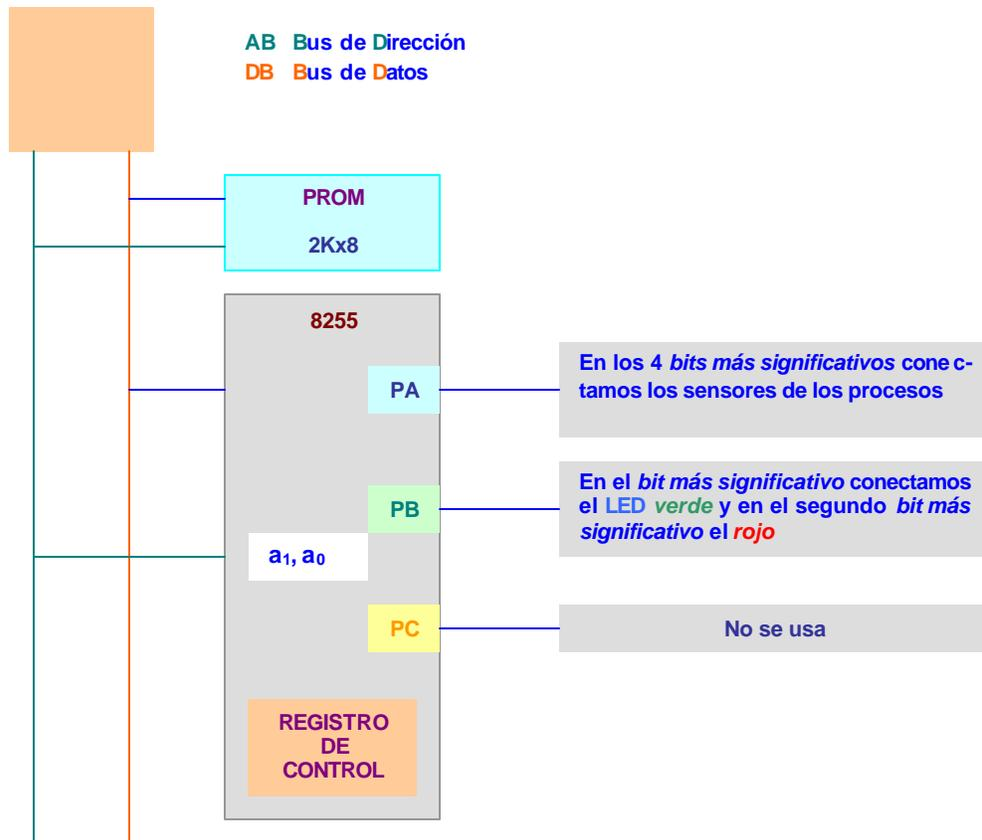 AB Bus de Dirección
DB Bus de Datos
PROM
2Kx8
8255
PA
En los 4 bits más significativos conec-
tamos los sensores de los procesos
PB
En el bit más significativo conectamos
el LED verde y en el segundo bit más
significativo el rojo
a₁, a₀
PC
No se usa
REGISTRO
DE
CONTROL